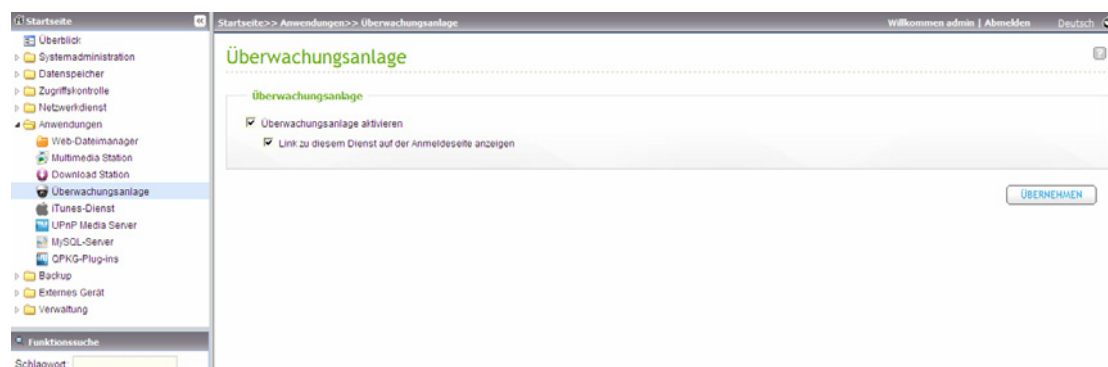 Startseite
Startseite>> Anwendungen>> Überwachungsanlage
Willkommen admin | Abmelden
Deutsch
Überblick
Systemadministration
Datenspeicher
Zugriffskontrolle
Netzwerkdienst
Anwendungen
Web-Dateimanager
Multimedia Station
Download Station
Überwachungsanlage
iTunes-Dienst
UPnP Media Server
MySQL-Server
QPKG-Plug-ins
Backup
Externes Gerät
Verwaltung
Funktionssuche
Schlagwort:
Überwachungsanlage
Überwachungsanlage
Überwachungsanlage aktivieren
Link zu diesem Dienst auf der Anmeldeseite anzeigen
ÜBERNEHMEN